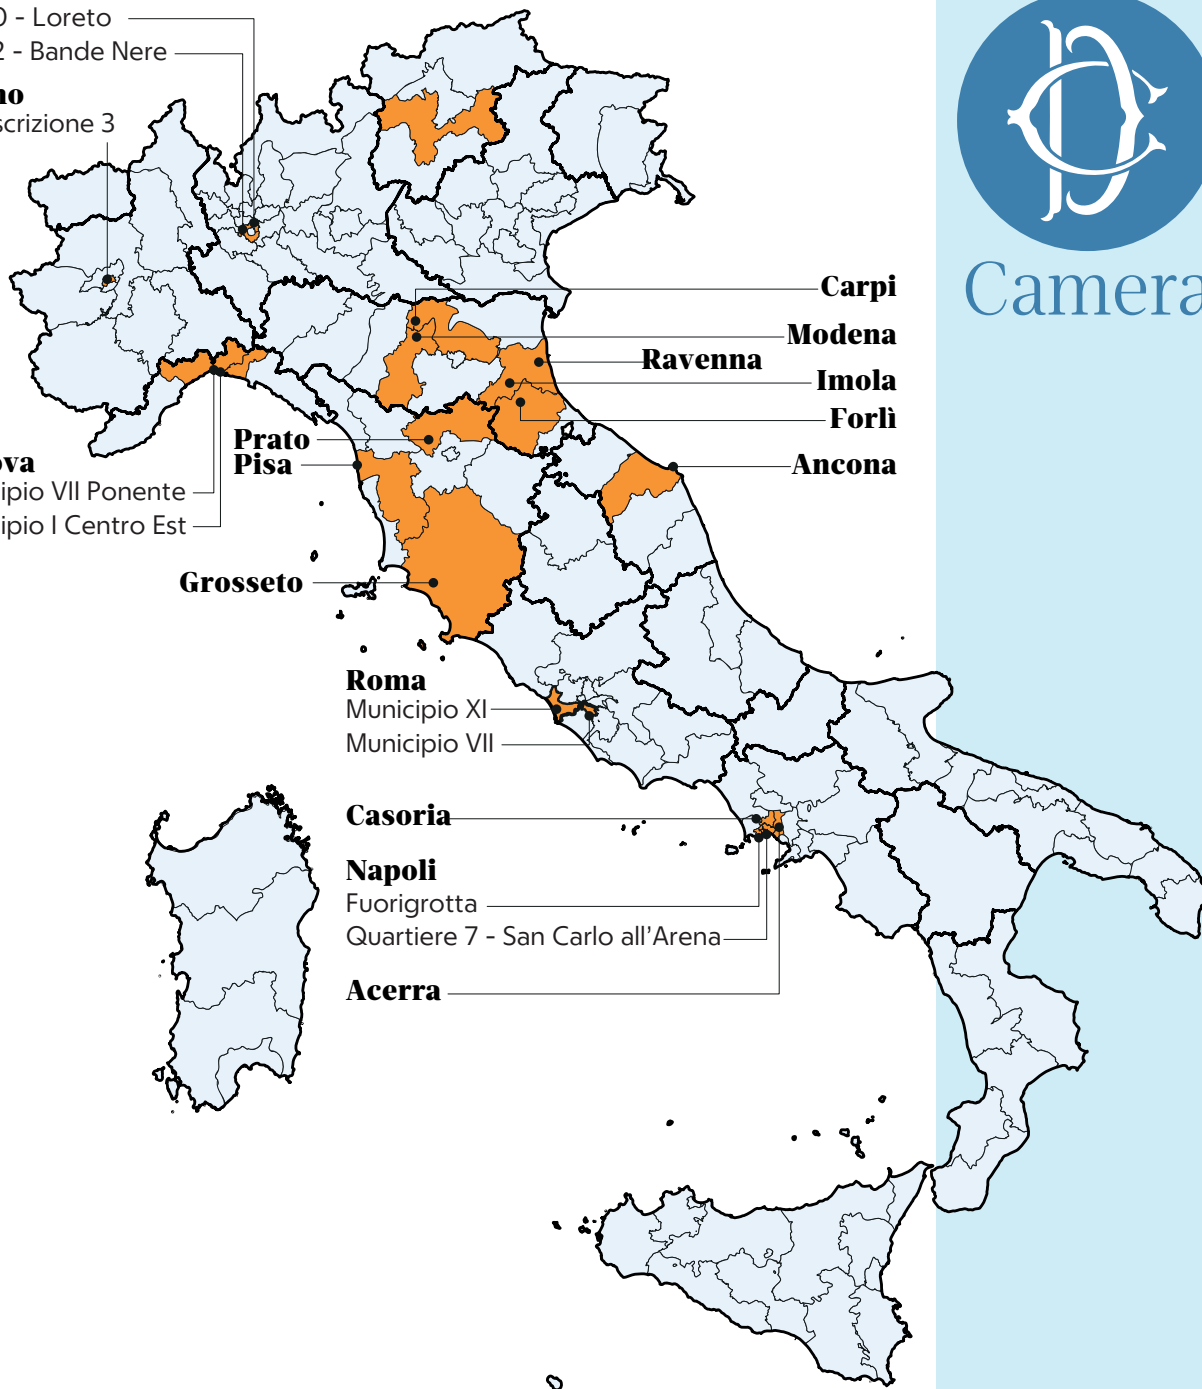 0 - Loreto
2 - Bande Nere
no
scrizione 3
Camera
Carpi
Modena
Ravenna
Imola
Forlì
Prato
Pisa
Ancona
ova
cipio VII Ponente
cipio I Centro Est
Grosseto
Roma
Municipio XI
Municipio VII
Casoria
Napoli
Fuorigrotta
Quartiere 7 - San Carlo all'Arena
Acerra